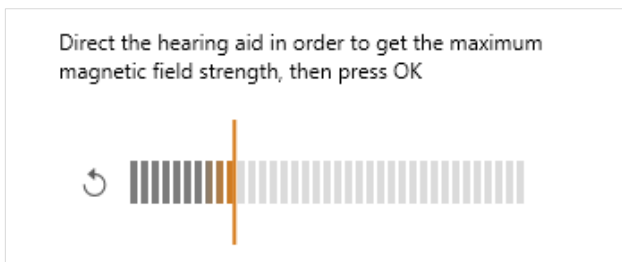 Direct the hearing aid in order to get the maximum
magnetic field strength, then press OK